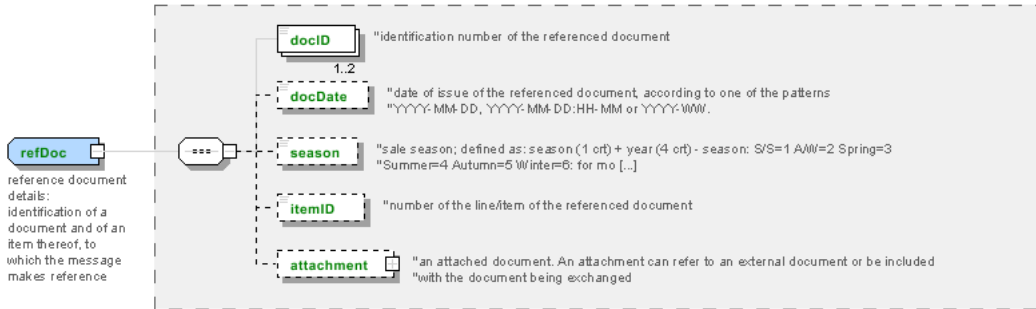 docID
"identification number of the referenced document
1..2
docDate
"date of issue of the referenced document, according to one of the patterns
"YYYY-MM-DD, YYYY-MM-DD:HH-MM or YYYY-WW.
refDoc
season
"sale season; defined as: season (1 crt) + year (4 crt) - season: S/S=1 A/W=2 Spring=3
"Summer=4 Autumn=5 Winter=6: for mo [...]
reference document
details:
identification of a
document and of an
item thereof, to
which the message
makes reference
itemID
"number of the line/item of the referenced document
attachment
"an attached document. An attachment can refer to an external document or be included
"with the document being exchanged